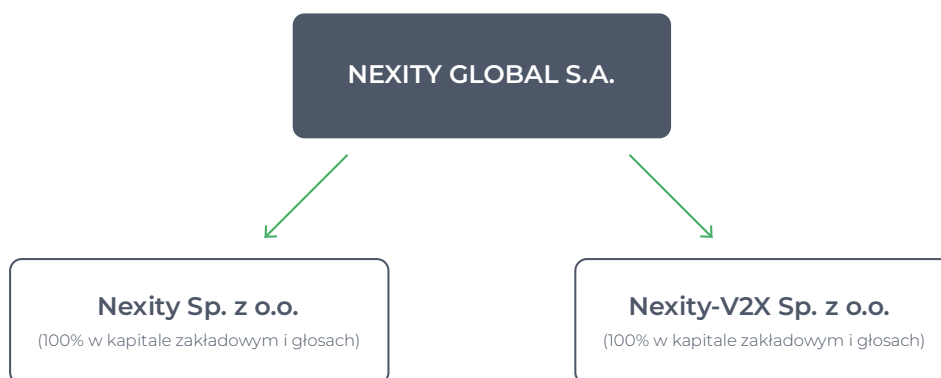 NEXITY GLOBAL S.A.
Nexity Sp. z o.o.
(100% w kapitale zakładowym i głosach)
Nexity-V2X Sp. z o.o.
(100% w kapitale zakładowym i głosach)